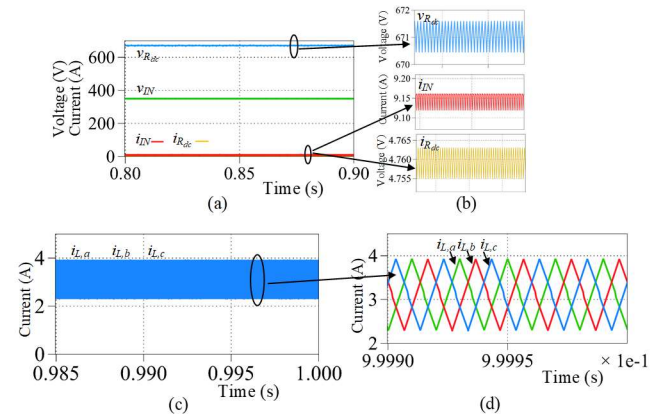 Voltage (V)
Current (A)
600
400
200
0
v_{R_{dc}}
v_{IN}
i_{IN}
i_{R_{dc}}
0.80
0.85
0.90
Time (s)
(a)
v_{R_{dc}}
Voltage (V)
672
671
670
i_{IN}
Current (A)
9.20
9.15
9.10
i_{R_{dc}}
Voltage (V)
4.765
4.760
4.755
(b)
Current (A)
4
2
0
i_{L,a} i_{L,b} i_{L,c}
0.985
0.990
0.995
1.000
Time (s)
(c)
Current (A)
4
3
2
i_{L,a} i_{L,b} i_{L,c}
9.9990
9.9995
× 1e-1
Time (s)
(d)